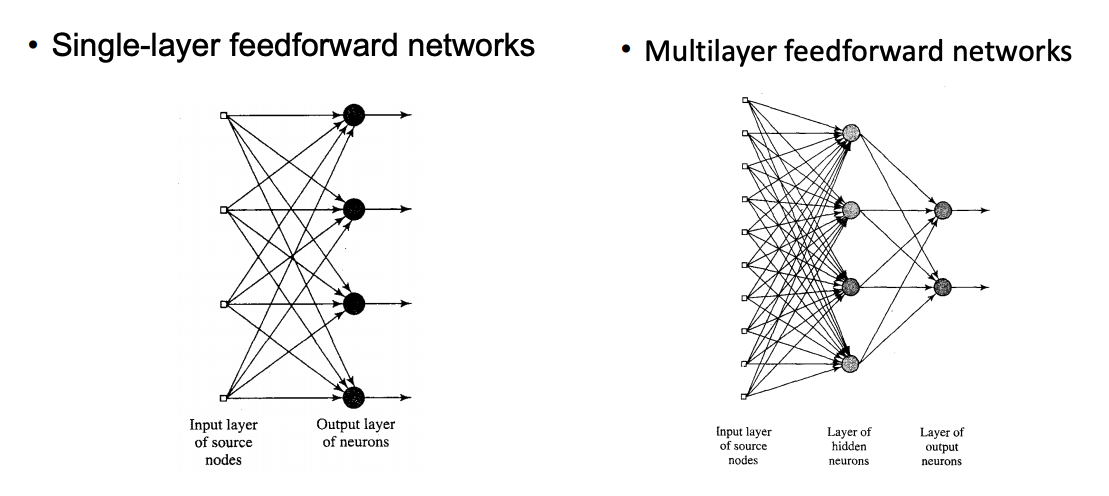 • Single-layer feedforward networks
• Multilayer feedforward networks
Input layer
of source
nodes
Output layer
of neurons
Input layer
of source
nodes
Layer of
hidden
neurons
Layer of
output
neurons